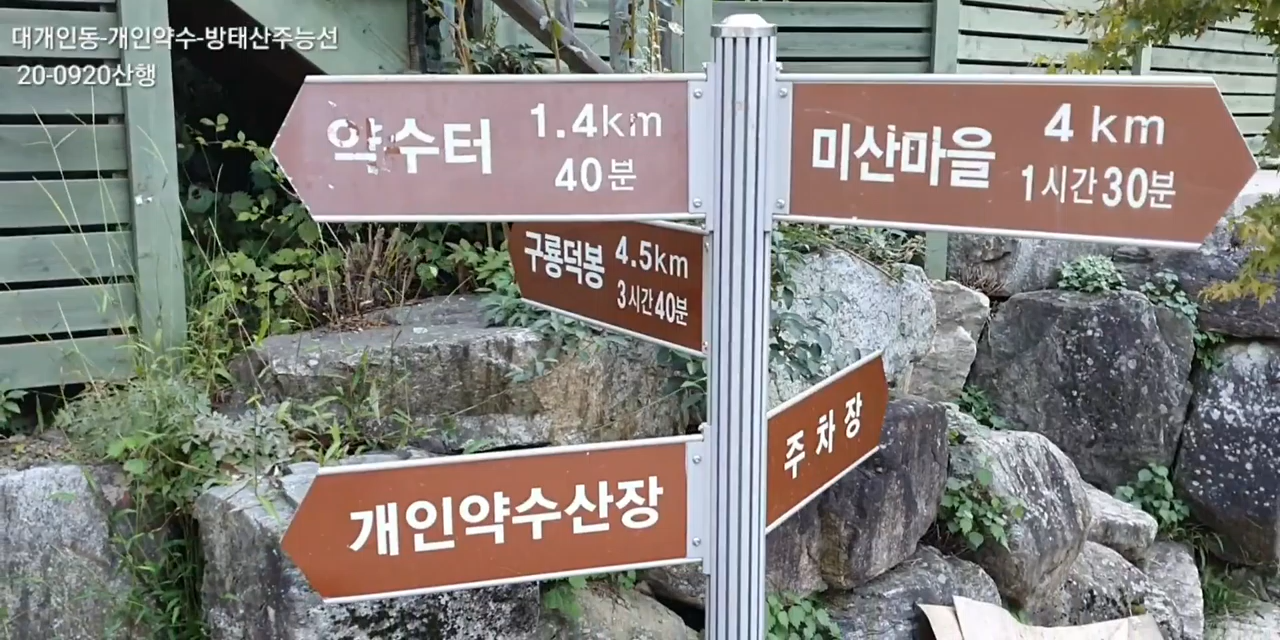 대개인동-개인약수-방태산주능선
20-0920산행
약수터 1.4km
40분
미산마을 4 km
1시간30분
구룡덕봉 4.5km
3시간40분
주차장
개인약수산장